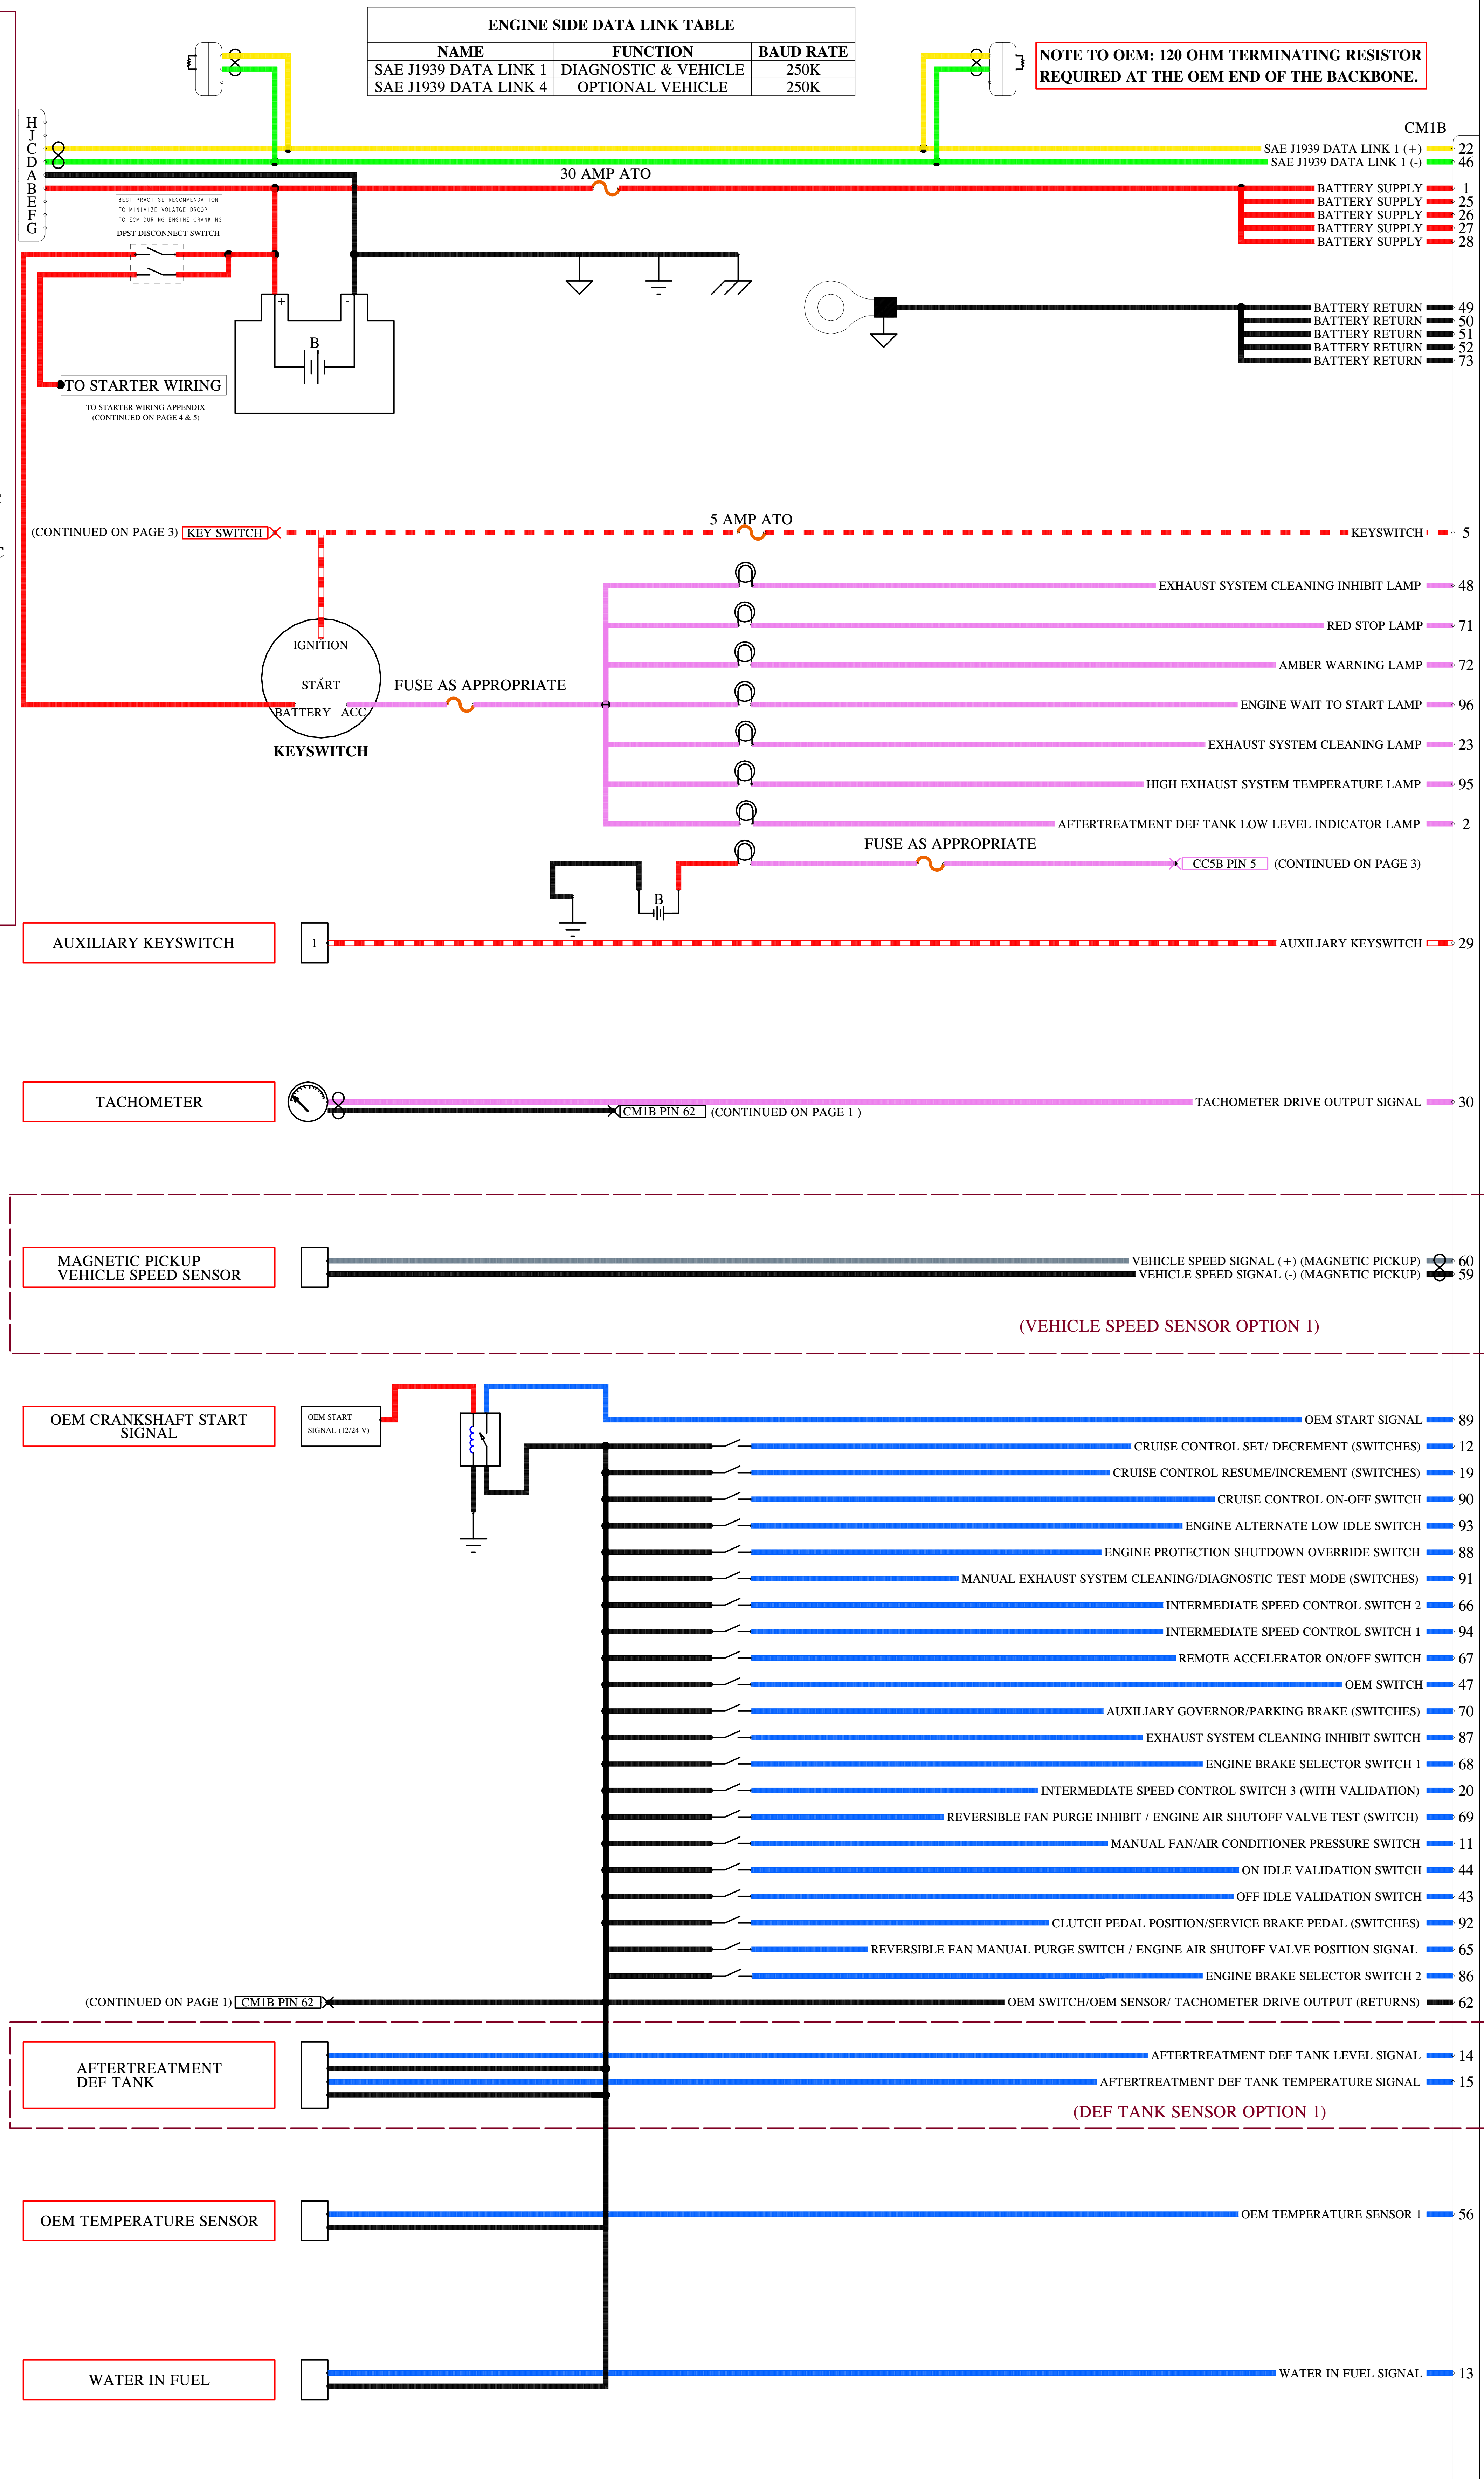 ENGINE SIDE DATA LINK TABLE
NAME FUNCTION BAUD RATE
SAE J1939 DATA LINK 1 DIAGNOSTIC & VEHICLE 250K
SAE J1939 DATA LINK 4 OPTIONAL VEHICLE 250K
NOTE TO OEM: 120 OHM TERMINATING RESISTOR
REQUIRED AT THE OEM END OF THE BACKBONE.
CM1B
H
J
C
D
A
B
E
F
G
SAE J1939 DATA LINK 1 (+) 22
SAE J1939 DATA LINK 1 (-) 46
30 AMP ATO
BATTERY SUPPLY 1
BATTERY SUPPLY 25
BATTERY SUPPLY 26
BATTERY SUPPLY 27
BATTERY SUPPLY 28
BEST PRACTISE RECOMMENDATION
TO MINIMIZE VOLATGE DROOP
TO ECM DURING ENGINE CRANKING
DPST DISCONNECT SWITCH
+ -
B
BATTERY RETURN 49
BATTERY RETURN 50
BATTERY RETURN 51
BATTERY RETURN 52
BATTERY RETURN 73
TO STARTER WIRING
TO STARTER WIRING APPENDIX
(CONTINUED ON PAGE 4 & 5)
(CONTINUED ON PAGE 3) KEY SWITCH
5 AMP ATO
KEYSWITCH 5
EXHAUST SYSTEM CLEANING INHIBIT LAMP 48
RED STOP LAMP 71
IGNITION
START
BATTERY ACC
KEYSWITCH
FUSE AS APPROPRIATE
AMBER WARNING LAMP 72
ENGINE WAIT TO START LAMP 96
EXHAUST SYSTEM CLEANING LAMP 23
HIGH EXHAUST SYSTEM TEMPERATURE LAMP 95
AFTERTREATMENT DEF TANK LOW LEVEL INDICATOR LAMP 2
FUSE AS APPROPRIATE
CC5B PIN 5 (CONTINUED ON PAGE 3)
B
AUXILIARY KEYSWITCH 1 AUXILIARY KEYSWITCH 29
TACHOMETER TACHOMETER DRIVE OUTPUT SIGNAL 30
CM1B PIN 62 (CONTINUED ON PAGE 1 )
MAGNETIC PICKUP
VEHICLE SPEED SENSOR
VEHICLE SPEED SIGNAL (+) (MAGNETIC PICKUP) 60
VEHICLE SPEED SIGNAL (-) (MAGNETIC PICKUP) 59
(VEHICLE SPEED SENSOR OPTION 1)
OEM CRANKSHAFT START
SIGNAL
OEM START
SIGNAL (12/24 V)
OEM START SIGNAL 89
CRUISE CONTROL SET/ DECREMENT (SWITCHES) 12
CRUISE CONTROL RESUME/INCREMENT (SWITCHES) 19
CRUISE CONTROL ON-OFF SWITCH 90
ENGINE ALTERNATE LOW IDLE SWITCH 93
ENGINE PROTECTION SHUTDOWN OVERRIDE SWITCH 88
MANUAL EXHAUST SYSTEM CLEANING/DIAGNOSTIC TEST MODE (SWITCHES) 91
INTERMEDIATE SPEED CONTROL SWITCH 2 66
INTERMEDIATE SPEED CONTROL SWITCH 1 94
REMOTE ACCELERATOR ON/OFF SWITCH 67
OEM SWITCH 47
AUXILIARY GOVERNOR/PARKING BRAKE (SWITCHES) 70
EXHAUST SYSTEM CLEANING INHIBIT SWITCH 87
ENGINE BRAKE SELECTOR SWITCH 1 68
INTERMEDIATE SPEED CONTROL SWITCH 3 (WITH VALIDATION) 20
REVERSIBLE FAN PURGE INHIBIT / ENGINE AIR SHUTOFF VALVE TEST (SWITCH) 69
MANUAL FAN/AIR CONDITIONER PRESSURE SWITCH 11
ON IDLE VALIDATION SWITCH 44
OFF IDLE VALIDATION SWITCH 43
CLUTCH PEDAL POSITION/SERVICE BRAKE PEDAL (SWITCHES) 92
REVERSIBLE FAN MANUAL PURGE SWITCH / ENGINE AIR SHUTOFF VALVE POSITION SIGNAL 65
ENGINE BRAKE SELECTOR SWITCH 2 86
(CONTINUED ON PAGE 1) CM1B PIN 62 OEM SWITCH/OEM SENSOR/ TACHOMETER DRIVE OUTPUT (RETURNS) 62
AFTERTREATMENT
DEF TANK
AFTERTREATMENT DEF TANK LEVEL SIGNAL 14
AFTERTREATMENT DEF TANK TEMPERATURE SIGNAL 15
(DEF TANK SENSOR OPTION 1)
OEM TEMPERATURE SENSOR OEM TEMPERATURE SENSOR 1 56
WATER IN FUEL WATER IN FUEL SIGNAL 13